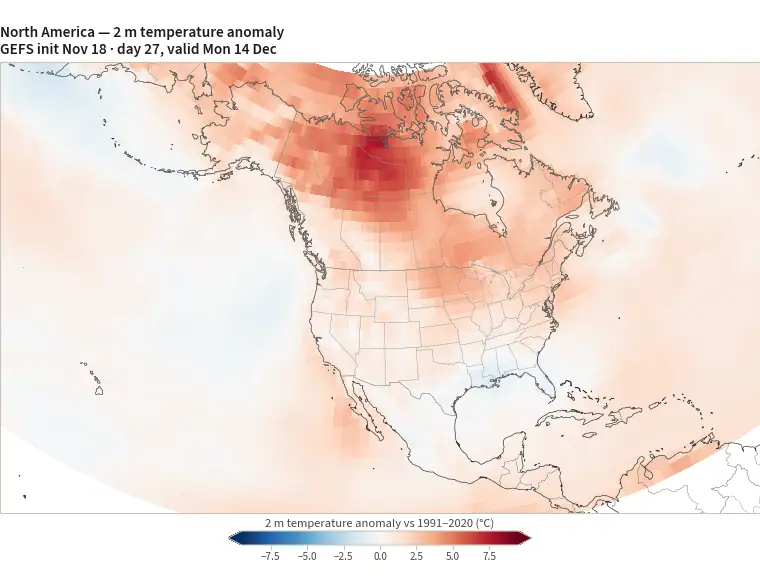 North America — 2 m temperature anomaly
GEFS init Nov 18 · day 27, valid Mon 14 Dec
2 m temperature anomaly vs 1991–2020 (°C)
−7.5 −5.0 −2.5 0.0 2.5 5.0 7.5